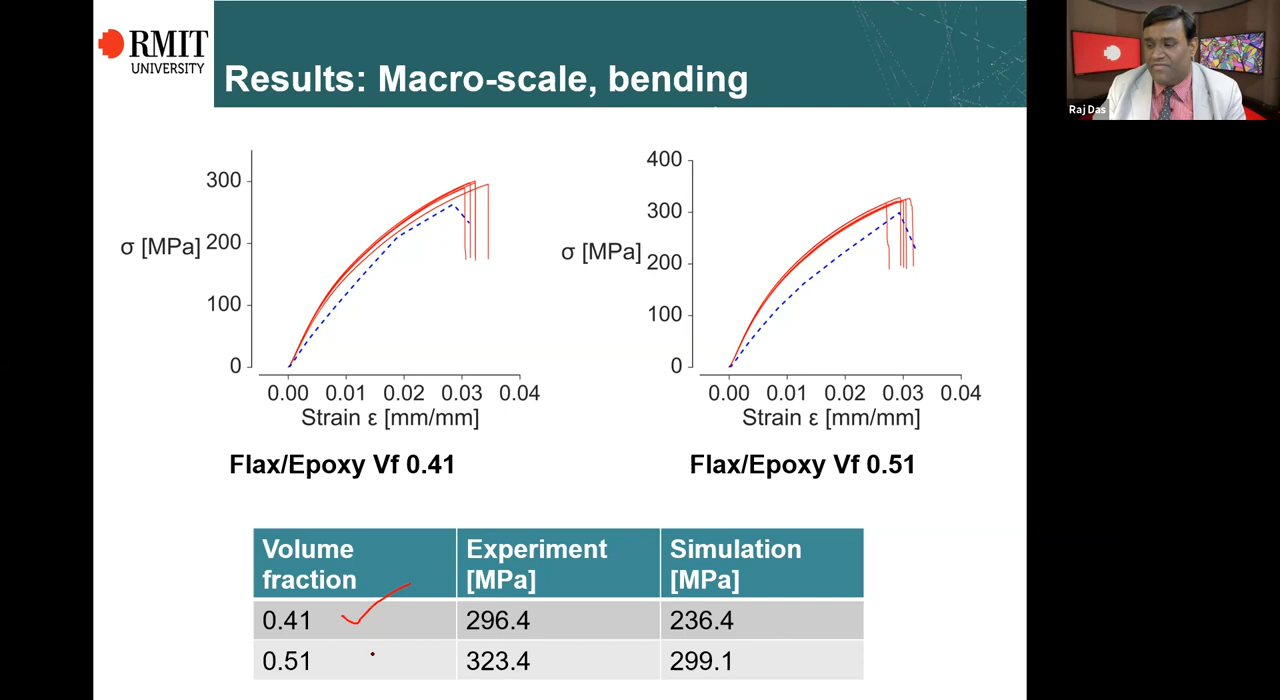 RMIT
UNIVERSITY
Results: Macro-scale, bending
Raj Das
300
200
100
0
σ [MPa]
0.00 0.01 0.02 0.03 0.04
Strain ε [mm/mm]
Flax/Epoxy Vf 0.41
400
300
200
100
0
σ [MPa]
0.00 0.01 0.02 0.03 0.04
Strain ε [mm/mm]
Flax/Epoxy Vf 0.51
Volume fraction Experiment [MPa] Simulation [MPa]
0.41 296.4 236.4
0.51 323.4 299.1